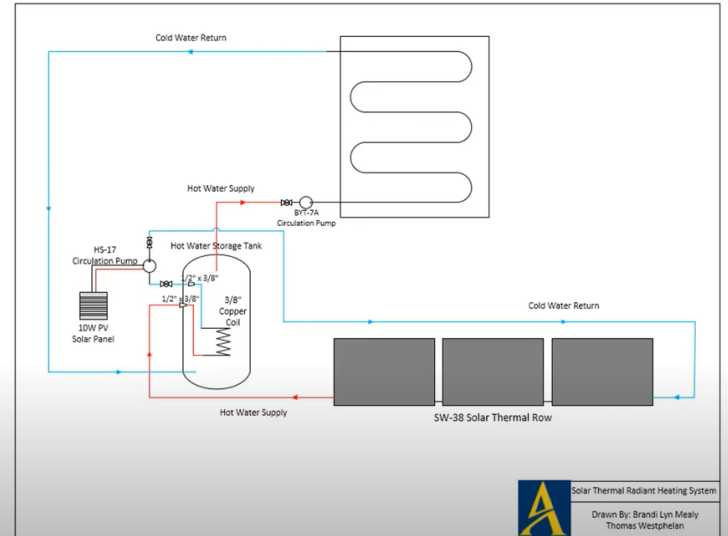 Cold Water Return
Hot Water Supply
BYT-7A
Circulation Pump
HS-17
Circulation Pump
Hot Water Storage Tank
1/2" x 3/8"
1/2" x 3/8"
3/8"
Copper
Coil
10W PV
Solar Panel
Cold Water Return
Hot Water Supply
SW-38 Solar Thermal Row
Solar Thermal Radiant Heating System
Drawn By: Brandi Lyn Mealy
Thomas Westphelan